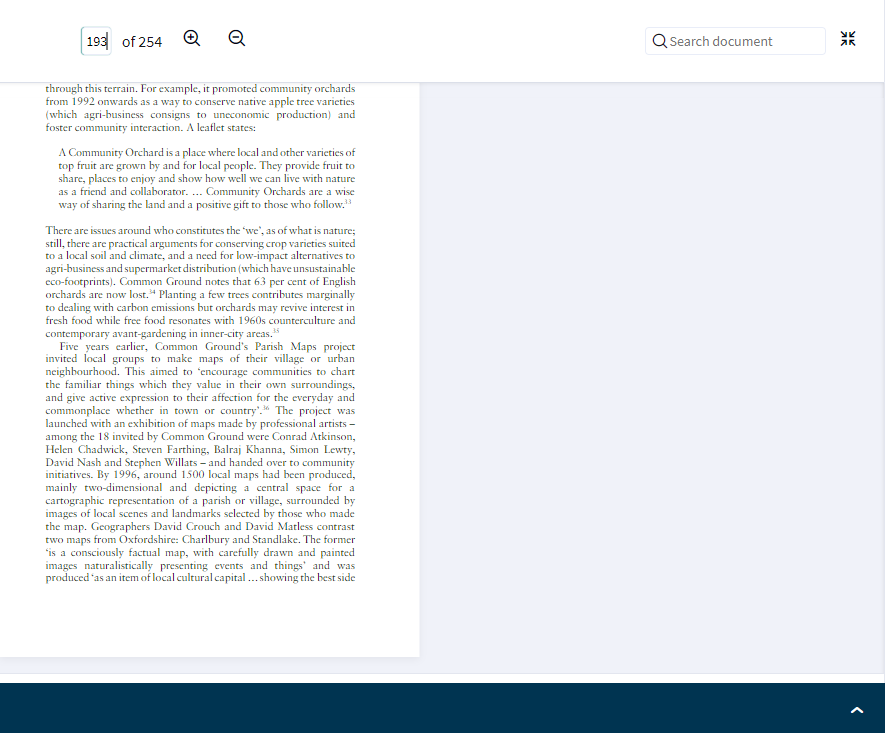 193 of 254
Search document
through this terrain. For example, it promoted community orchards
from 1992 onwards as a way to conserve native apple tree varieties
(which agri-business consigns to uneconomic production) and
foster community interaction. A leaflet states:
A Community Orchard is a place where local and other varieties of
top fruit are grown by and for local people. They provide fruit to
share, places to enjoy and show how well we can live with nature
as a friend and collaborator. … Community Orchards are a wise
way of sharing the land and a positive gift to those who follow.33
There are issues around who constitutes the ‘we’, as of what is nature;
still, there are practical arguments for conserving crop varieties suited
to a local soil and climate, and a need for low-impact alternatives to
agri-business and supermarket distribution (which have unsustainable
eco-footprints). Common Ground notes that 63 per cent of English
orchards are now lost.34 Planting a few trees contributes marginally
to dealing with carbon emissions but orchards may revive interest in
fresh food while free food resonates with 1960s counterculture and
contemporary avant-gardening in inner-city areas.35
Five years earlier, Common Ground’s Parish Maps project
invited local groups to make maps of their village or urban
neighbourhood. This aimed to ‘encourage communities to chart
the familiar things which they value in their own surroundings,
and give active expression to their affection for the everyday and
commonplace whether in town or country’.36 The project was
launched with an exhibition of maps made by professional artists –
among the 18 invited by Common Ground were Conrad Atkinson,
Helen Chadwick, Steven Farthing, Balraj Khanna, Simon Lewty,
David Nash and Stephen Willats – and handed over to community
initiatives. By 1996, around 1500 local maps had been produced,
mainly two-dimensional and depicting a central space for a
cartographic representation of a parish or village, surrounded by
images of local scenes and landmarks selected by those who made
the map. Geographers David Crouch and David Matless contrast
two maps from Oxfordshire: Charlbury and Standlake. The former
‘is a consciously factual map, with carefully drawn and painted
images naturalistically presenting events and things’ and was
produced ‘as an item of local cultural capital … showing the best side